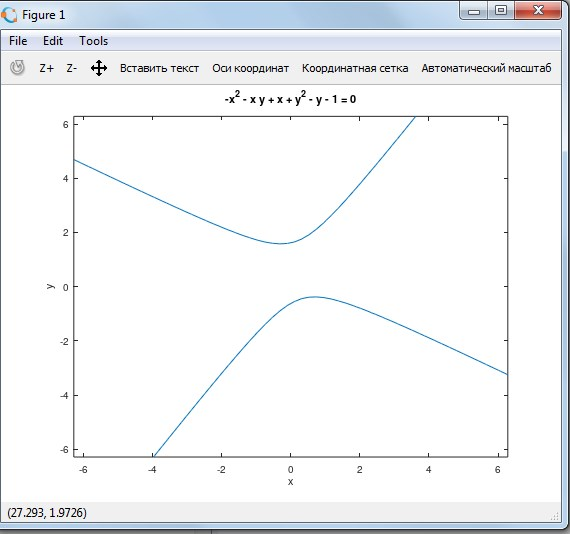 Figure 1
File Edit Tools
Z+ Z- Вставить текст Оси координат Координатная сетка Автоматический масштаб
-x² - x y + x + y² - y - 1 = 0
6
4
2
0
-2
-4
-6
y
-6 -4 -2 0 2 4 6
x
(27.293, 1.9726)